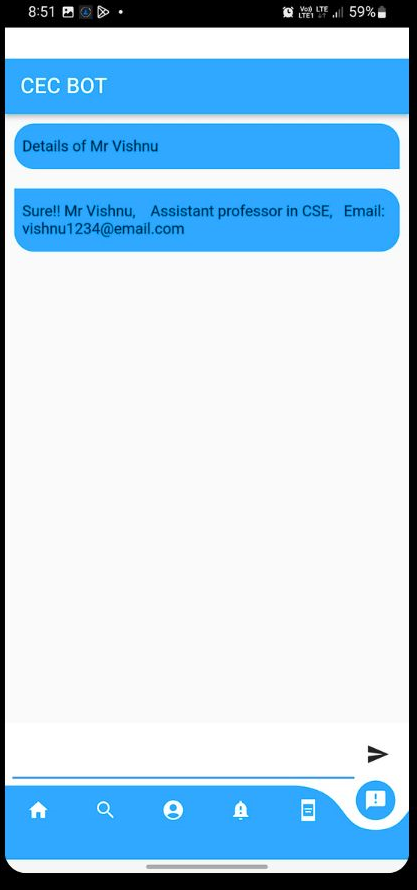 8:51 59%
Vo)) LTE
LTE1
CEC BOT
Details of Mr Vishnu
Sure!! Mr Vishnu, Assistant professor in CSE, Email:
vishnu1234@email.com